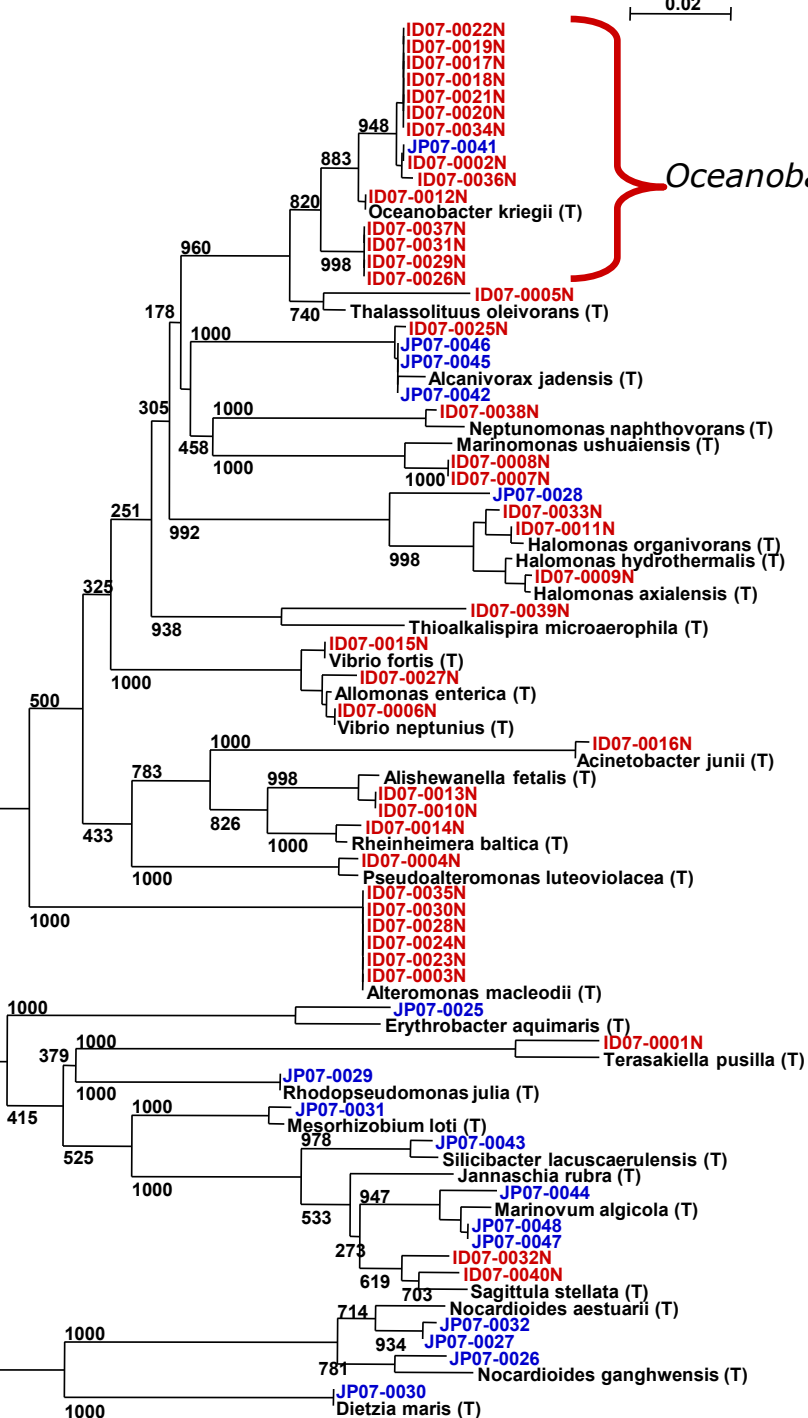 0.02
ID07-0022N
ID07-0019N
ID07-0017N
ID07-0018N
ID07-0021N
ID07-0020N
ID07-0034N
948
JP07-0041
883
ID07-0002N
Oceanoba
ID07-0036N
820
ID07-0012N
Oceanobacter kriegii (T)
ID07-0037N
960
ID07-0031N
998
ID07-0029N
ID07-0026N
ID07-0005N
178
740
Thalassolituus oleivorans (T)
1000
ID07-0025N
JP07-0046
JP07-0045
Alcanivorax jadensis (T)
JP07-0042
305
1000
ID07-0038N
Neptunomonas naphthovorans (T)
458
Marinomonas ushuaiensis (T)
1000
ID07-0008N
1000
ID07-0007N
JP07-0028
251
ID07-0033N
992
ID07-0011N
Halomonas organivorans (T)
998
Halomonas hydrothermalis (T)
325
ID07-0009N
Halomonas axialensis (T)
ID07-0039N
938
Thioalkalispira microaerophila (T)
ID07-0015N
Vibrio fortis (T)
1000
ID07-0027N
500
Allomonas enterica (T)
ID07-0006N
Vibrio neptunius (T)
1000
ID07-0016N
Acinetobacter junii (T)
783
998
Alishewanella fetalis (T)
ID07-0013N
ID07-0010N
433
826
ID07-0014N
1000
Rheinheimera baltica (T)
ID07-0004N
1000
Pseudoalteromonas luteoviolacea (T)
ID07-0035N
1000
ID07-0030N
ID07-0028N
ID07-0024N
ID07-0023N
ID07-0003N
Alteromonas macleodii (T)
1000
JP07-0025
Erythrobacter aquimaris (T)
1000
ID07-0001N
379
Terasakiella pusilla (T)
JP07-0029
1000
Rhodopseudomonas julia (T)
415
1000
JP07-0031
Mesorhizobium loti (T)
978
JP07-0043
525
Silicibacter lacuscaerulensis (T)
Jannaschia rubra (T)
1000
947
JP07-0044
533
Marinovum algicola (T)
JP07-0048
JP07-0047
273
ID07-0032N
619
ID07-0040N
703
Sagittula stellata (T)
714
Nocardioides aestuarii (T)
JP07-0032
1000
934
JP07-0027
JP07-0026
781
Nocardioides ganghwensis (T)
JP07-0030
1000
Dietzia maris (T)